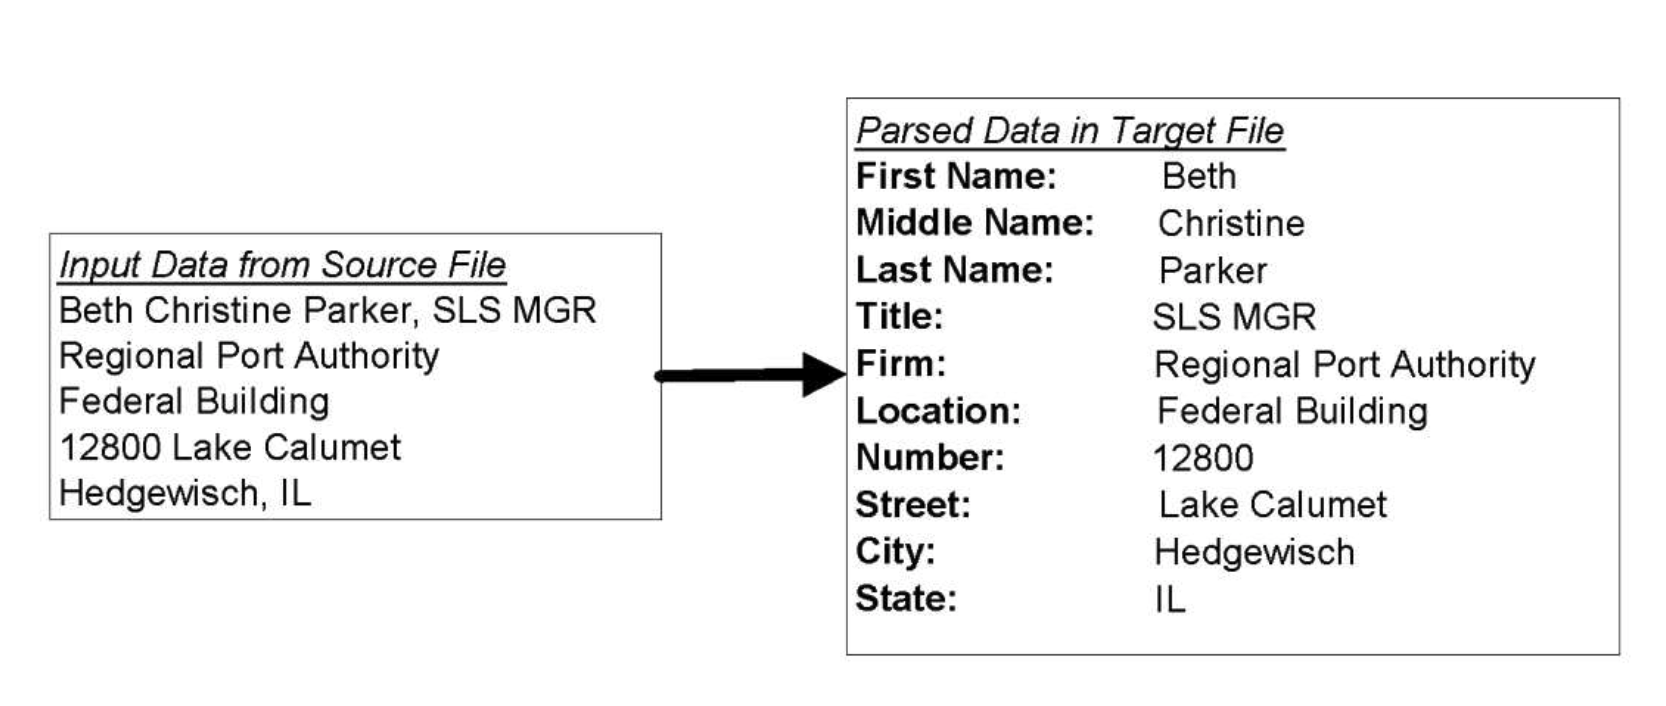 Input Data from Source File
Beth Christine Parker, SLS MGR
Regional Port Authority
Federal Building
12800 Lake Calumet
Hedgewisch, IL
Parsed Data in Target File
First Name: Beth
Middle Name: Christine
Last Name: Parker
Title: SLS MGR
Firm: Regional Port Authority
Location: Federal Building
Number: 12800
Street: Lake Calumet
City: Hedgewisch
State: IL